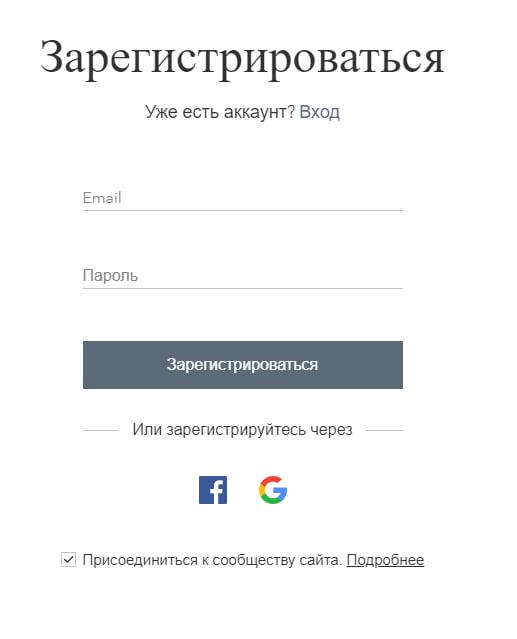 Зарегистрироваться
Уже есть аккаунт? Вход
Email
Пароль
Зарегистрироваться
Или зарегистрируйтесь через
Присоединиться к сообществу сайта. Подробнее